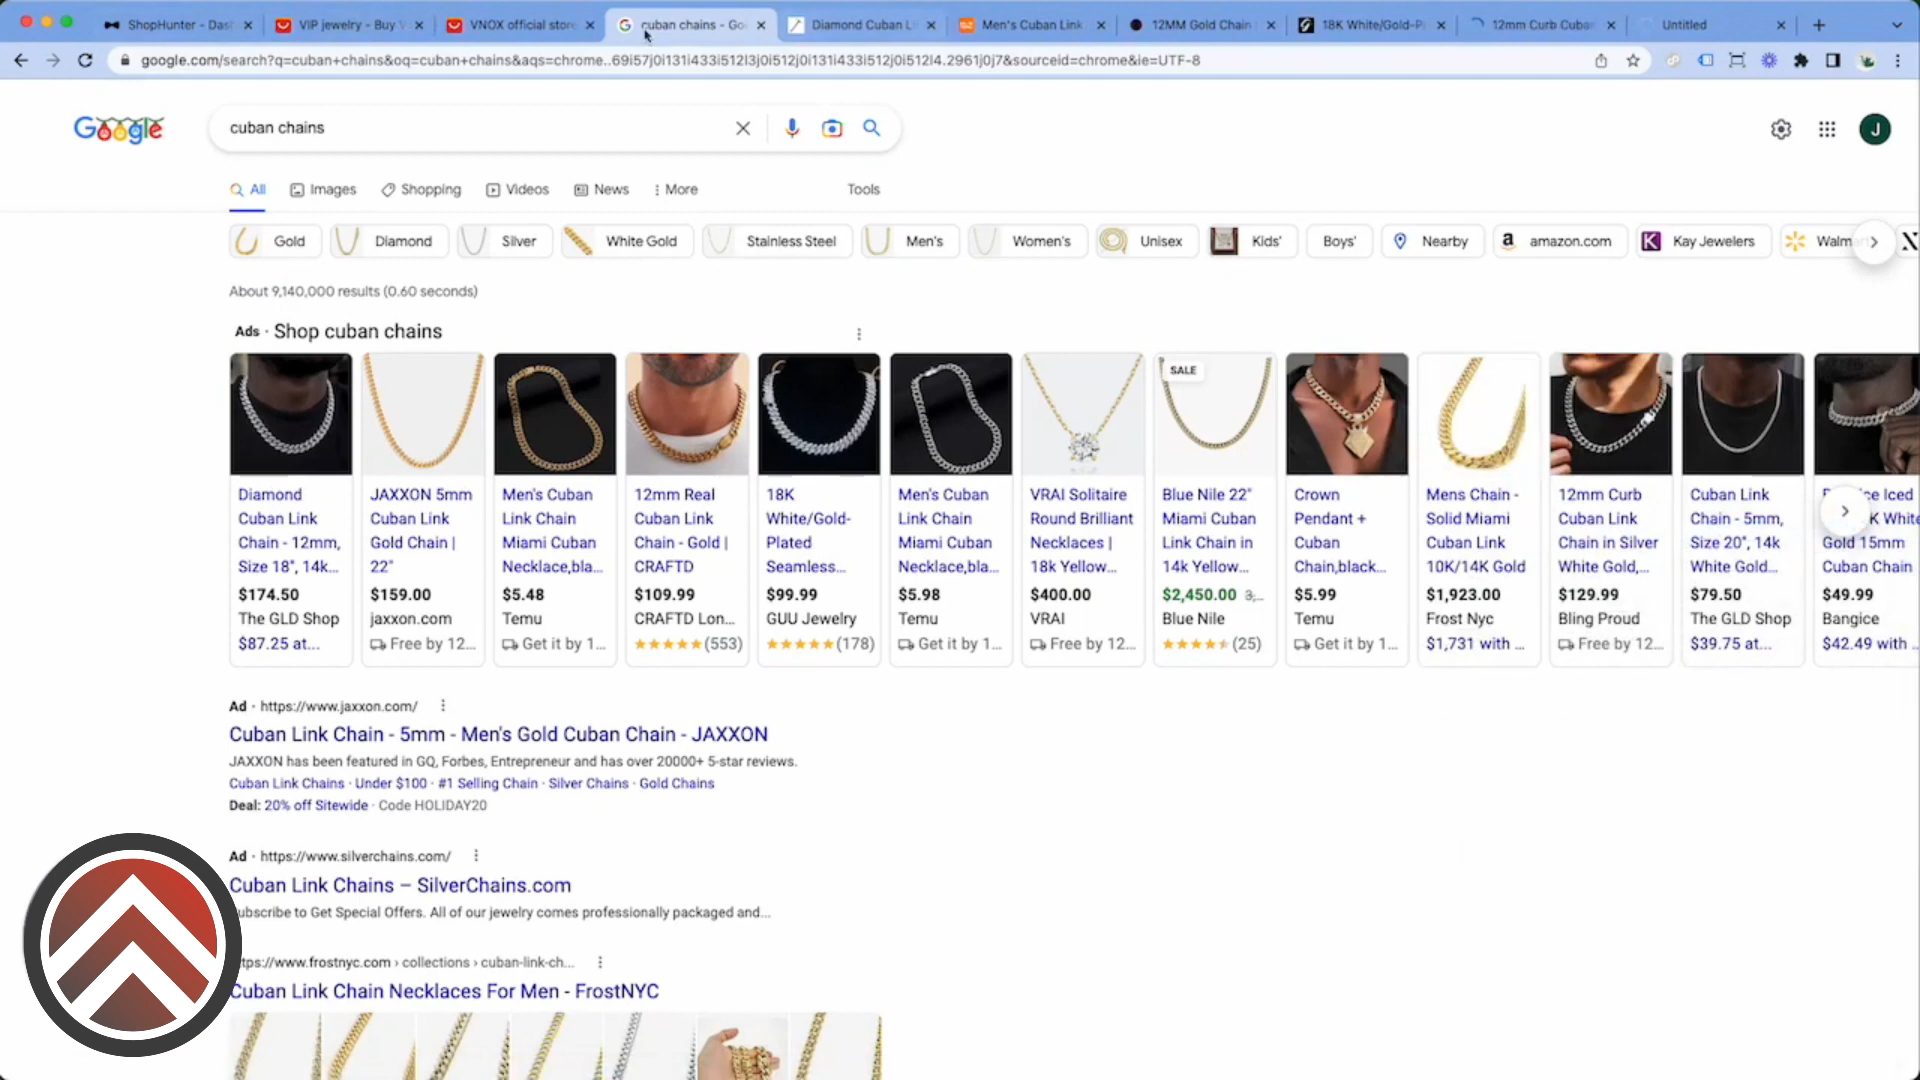 ShopHunter - Das
VIP jewelry - Buy V
VNOX official store
cuban chains - Go
Diamond Cuban L
Men's Cuban Link
12MM Gold Chain
18K White/Gold-P
12mm Curb Cuba
Untitled
google.com/search?q=cuban+chains&oq=cuban+chains&aqs=chrome..69i57j0i131i433i512l3j0i512j0i131i433i512j0i512l4.2961j0j7&sourceid=chrome&ie=UTF-8
Google
cuban chains
J
All Images Shopping Videos News More Tools
Gold Diamond Silver White Gold Stainless Steel Men's Women's Unisex Kids' Boys' Nearby amazon.com Kay Jewelers Walm
About 9,140,000 results (0.60 seconds)
Ads · Shop cuban chains
Diamond
Cuban Link
Chain - 12mm,
Size 18", 14k...
$174.50
The GLD Shop
$87.25 at...
JAXXON 5mm
Cuban Link
Gold Chain |
22"
$159.00
jaxxon.com
Free by 12...
Men's Cuban
Link Chain
Miami Cuban
Necklace,bla...
$5.48
Temu
Get it by 1...
12mm Real
Cuban Link
Chain - Gold |
CRAFTD
$109.99
CRAFTD Lon...
(553)
18K
White/Gold-
Plated
Seamless...
$99.99
GUU Jewelry
(178)
Men's Cuban
Link Chain
Miami Cuban
Necklace,bla...
$5.98
Temu
Get it by 1...
VRAI Solitaire
Round Brilliant
Necklaces |
18k Yellow...
$400.00
VRAI
Free by 12...
SALE
Blue Nile 22"
Miami Cuban
Link Chain in
14k Yellow...
$2,450.00 3,...
Blue Nile
(25)
Crown
Pendant +
Cuban
Chain,black...
$5.99
Temu
Get it by 1...
Mens Chain -
Solid Miami
Cuban Link
10K/14K Gold
$1,923.00
Frost Nyc
$1,731 with ...
12mm Curb
Cuban Link
Chain in Silver
White Gold,...
$129.99
Bling Proud
Free by 12...
Cuban Link
Chain - 5mm,
Size 20", 14k
White Gold...
$79.50
The GLD Shop
$39.75 at...
ce Iced
K White
Gold 15mm
Cuban Chain
$49.99
Bangice
$42.49 with ...
Ad · https://www.jaxxon.com/
Cuban Link Chain - 5mm - Men's Gold Cuban Chain - JAXXON
JAXXON has been featured in GQ, Forbes, Entrepreneur and has over 20000+ 5-star reviews.
Cuban Link Chains · Under $100 · #1 Selling Chain · Silver Chains · Gold Chains
Deal: 20% off Sitewide · Code HOLIDAY20
Ad · https://www.silverchains.com/
Cuban Link Chains – SilverChains.com
ubscribe to Get Special Offers. All of our jewelry comes professionally packaged and...
tps://www.frostnyc.com › collections › cuban-link-ch...
Cuban Link Chain Necklaces For Men - FrostNYC